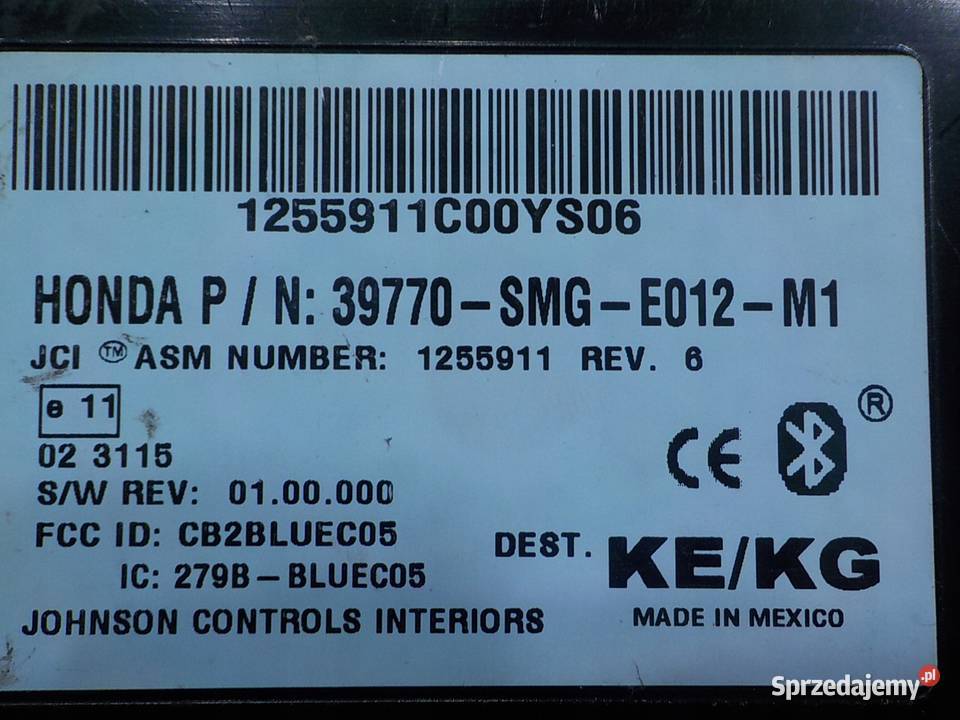 1255911C00YS06
HONDA P / N: 39770-SMG-E012-M1
JCI ™ ASM NUMBER: 1255911 REV. 6
e 11
02 3115
CE ®
S/W REV: 01.00.000
FCC ID: CB2BLUEC05
DEST. KE/KG
IC: 279B-BLUEC05
JOHNSON CONTROLS INTERIORS
MADE IN MEXICO
Sprzedajemy.pl